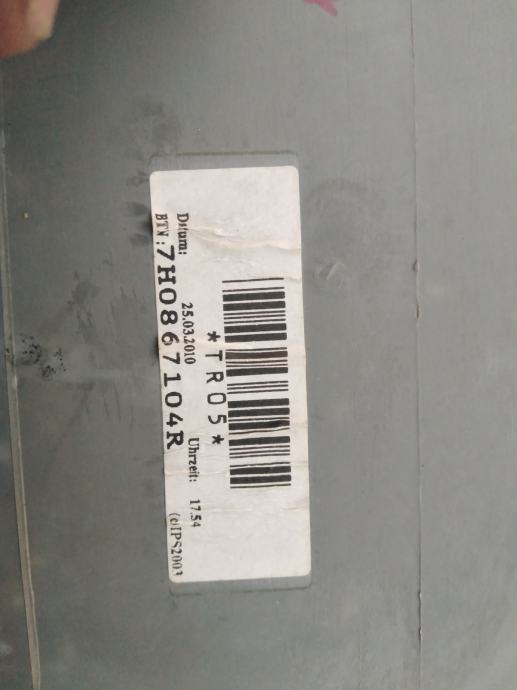 *TR05*
Datum: 25.03.2010 Uhrzeit: 17.54
BTN:7H0867104R (c)IPS2003